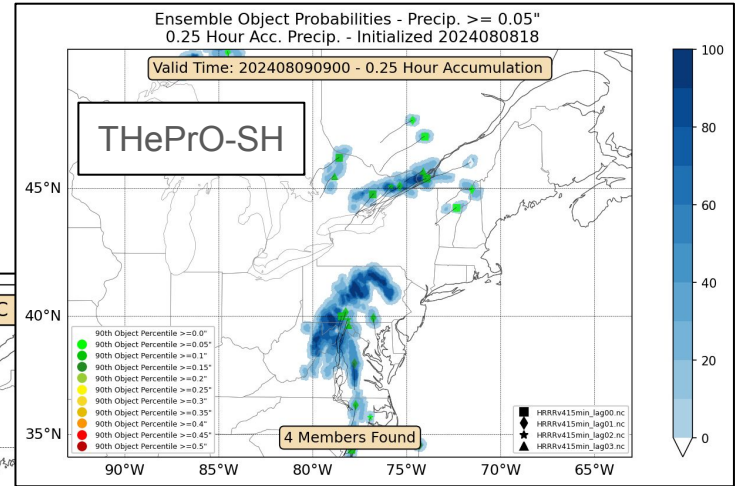 Ensemble Object Probabilities - Precip. >= 0.05"
0.25 Hour Acc. Precip. - Initialized 2024080818
Valid Time: 202408090900 - 0.25 Hour Accumulation
THePrO-SH
45°N
40°N
35°N
C
90th Object Percentile >=0.0"
90th Object Percentile >=0.05"
90th Object Percentile >=0.1"
90th Object Percentile >=0.15"
90th Object Percentile >=0.2"
90th Object Percentile >=0.25"
90th Object Percentile >=0.3"
90th Object Percentile >=0.35"
90th Object Percentile >=0.4"
90th Object Percentile >=0.45"
90th Object Percentile >=0.5"
4 Members Found
HRRRv415min_lag00.nc
HRRRv415min_lag01.nc
HRRRv415min_lag02.nc
HRRRv415min_lag03.nc
90°W
85°W
80°W
75°W
70°W
65°W
100
80
60
40
20
0